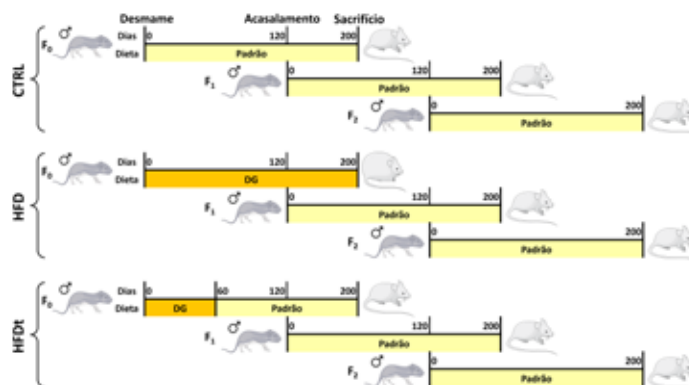 Desmame Acasalamento Sacrifício
CTRL
F₀ ♂ Dias 0 120 200
Dieta Padrão
F₁ ♂ 0 120 200
Padrão
F₂ ♂ 0 200
Padrão
HFD
F₀ ♂ Dias 0 120 200
Dieta DG
F₁ ♂ 0 120 200
Padrão
F₂ ♂ 0 200
Padrão
HFDt
F₀ ♂ Dias 0 60 120 200
Dieta DG Padrão
F₁ ♂ 0 120 200
Padrão
F₂ ♂ 0 200
Padrão